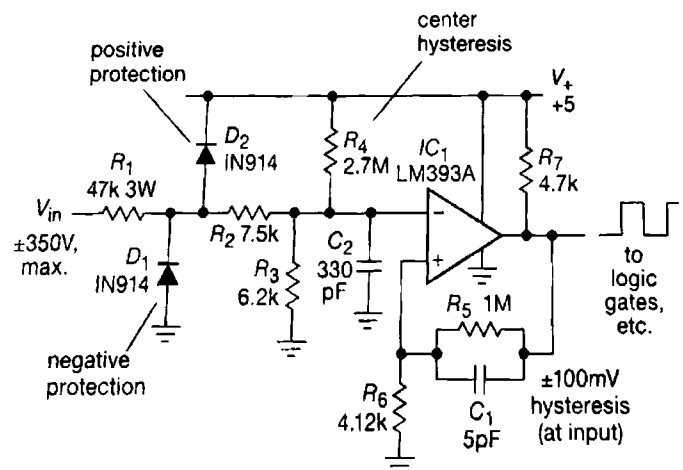 center
hysteresis
positive
protection
V+
+5
D2
IN914
R4
2.7M
IC1
LM393A
R7
4.7k
R1
47k 3W
Vin
±350V,
max.
R2 7.5k
C2
330
pF
−
+
D1
IN914
R3
6.2k
to
logic
gates,
etc.
R5 1M
negative
protection
R6
4.12k
C1
5pF
±100mV
hysteresis
(at input)